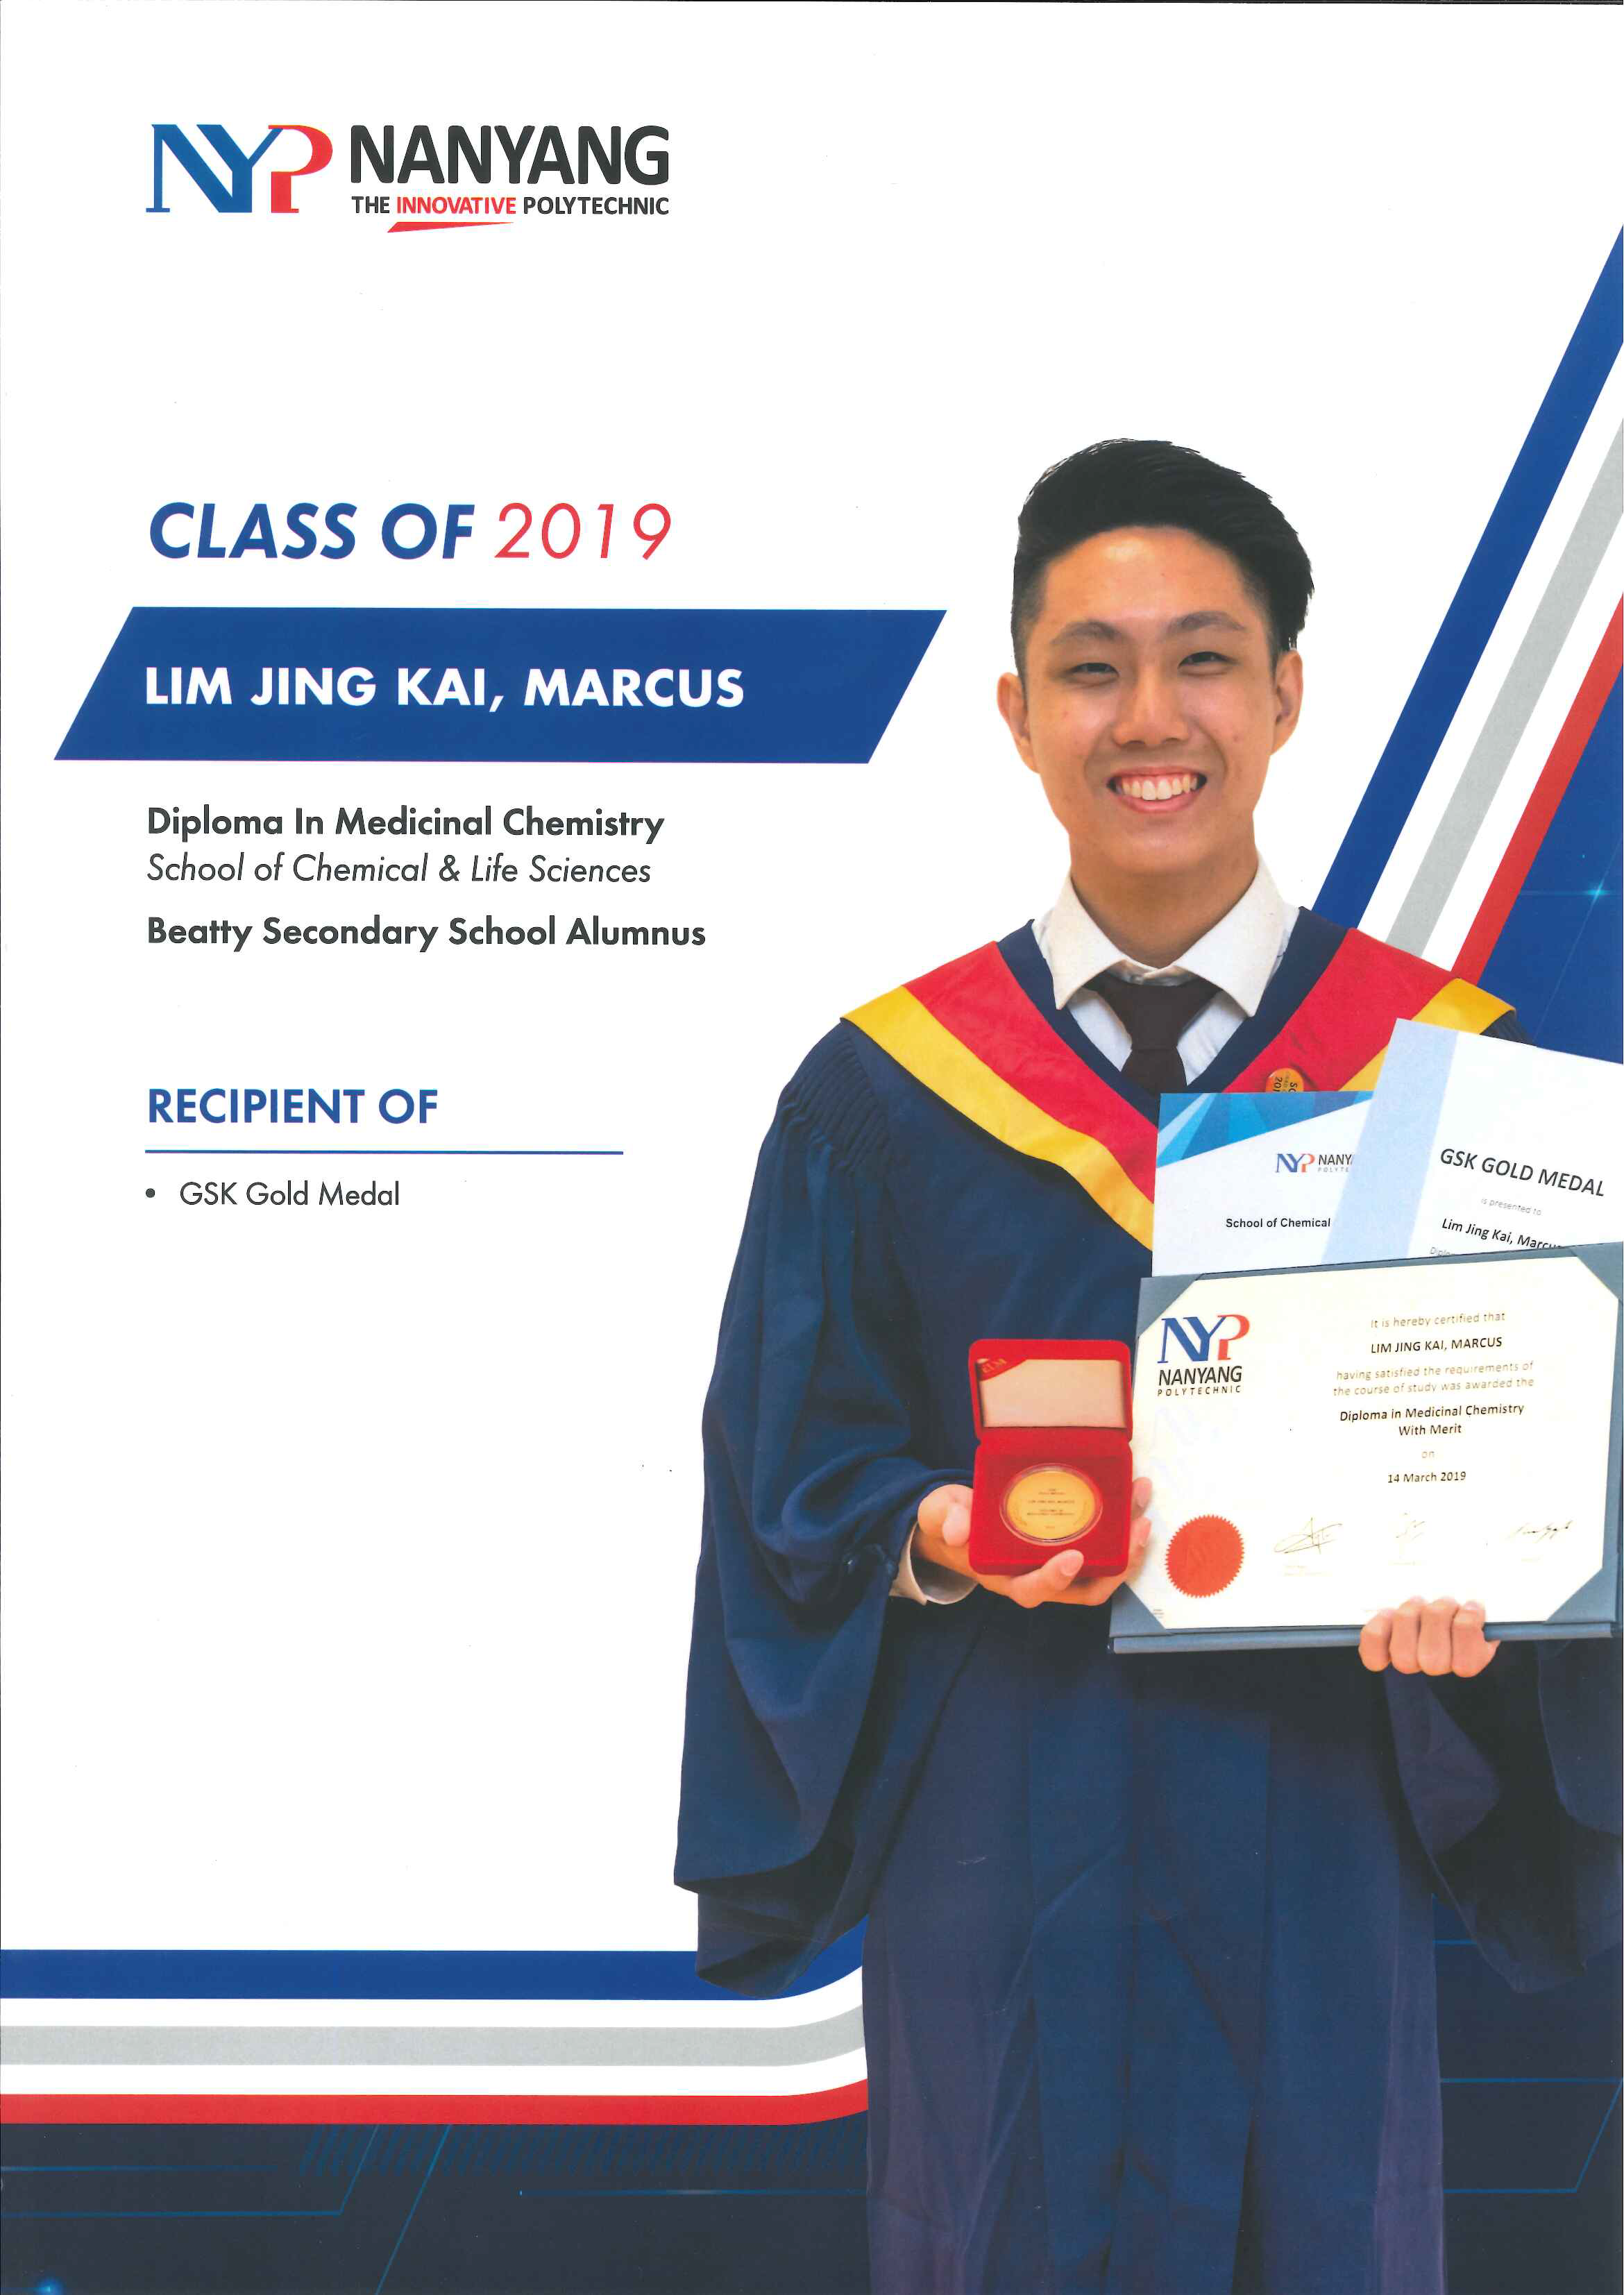 NYP NANYANG
THE INNOVATIVE POLYTECHNIC
CLASS OF 2019
LIM JING KAI, MARCUS
Diploma In Medicinal Chemistry
School of Chemical & Life Sciences
Beatty Secondary School Alumnus
RECIPIENT OF
• GSK Gold Medal
NYP NANY
School of Chemical
GSK GOLD MEDAL
is presented to
Lim Jing Kai, Marcu
NYP
NANYANG
POLYTECHNIC
It is hereby certified that
LIM JING KAI, MARCUS
having satisfied the requirements of
the course of study was awarded the
Diploma in Medicinal Chemistry
With Merit
on
14 March 2019